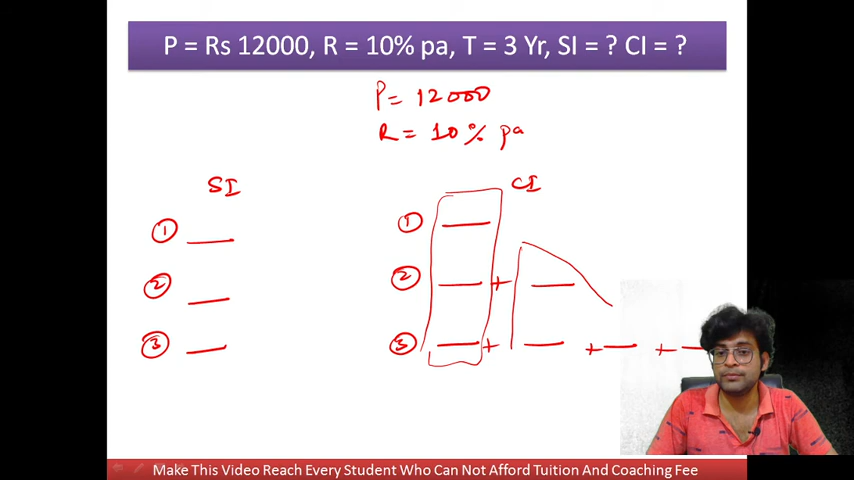 P = Rs 12000, R = 10% pa, T = 3 Yr, SI = ? CI = ?
P = 12000
R = 10% pa
SI
CI
1
1
2
2 +
3
3 + + +
Make This Video Reach Every Student Who Can Not Afford Tuition And Coaching Fee